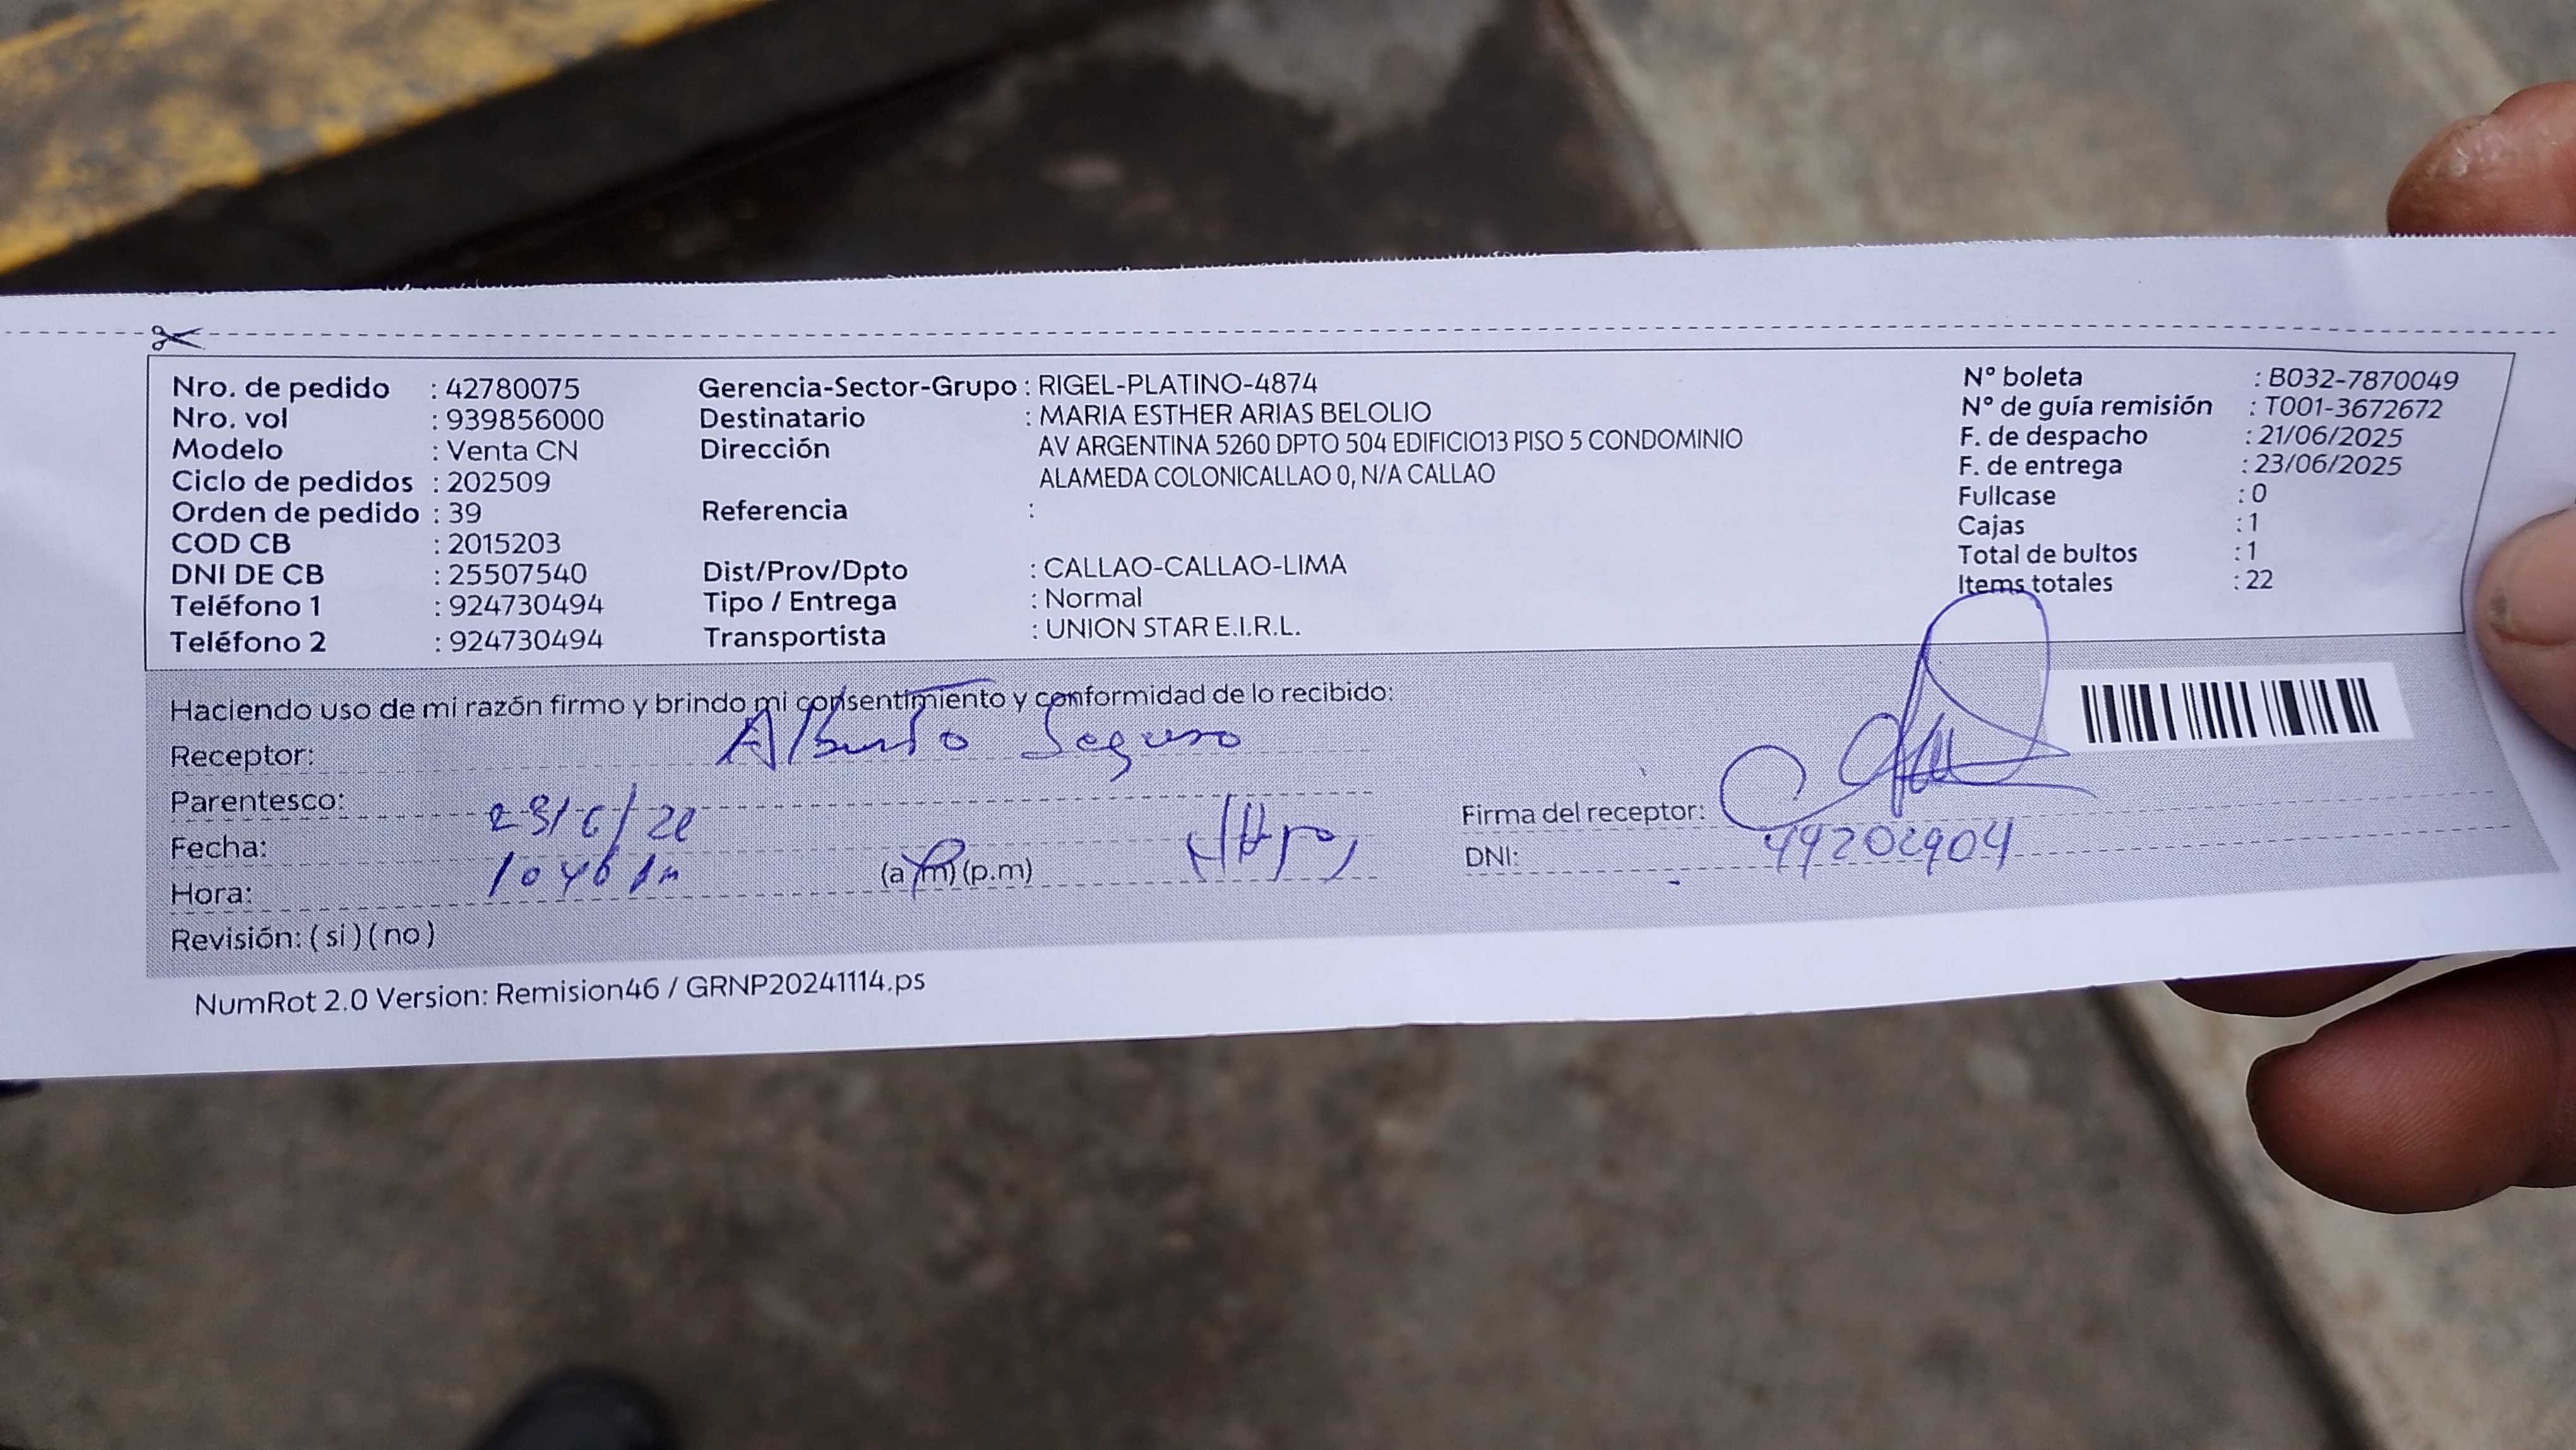 Nro. de pedido : 42780075
Nro. vol : 939856000
Modelo : Venta CN
Ciclo de pedidos : 202509
Orden de pedido : 39
COD CB : 2015203
DNI DE CB : 25507540
Teléfono 1 : 924730494
Teléfono 2 : 924730494
Gerencia-Sector-Grupo : RIGEL-PLATINO-4874
Destinatario : MARIA ESTHER ARIAS BELOLIO
Dirección AV ARGENTINA 5260 DPTO 504 EDIFICIO13 PISO 5 CONDOMINIO
ALAMEDA COLONICALLAO 0, N/A CALLAO
Referencia :
Dist/Prov/Dpto : CALLAO-CALLAO-LIMA
Tipo / Entrega : Normal
Transportista : UNION STAR E.I.R.L.
N° boleta : B032-7870049
N° de guía remisión : T001-3672672
F. de despacho : 21/06/2025
F. de entrega : 23/06/2025
Fullcase : 0
Cajas : 1
Total de bultos : 1
Items totales : 22
Haciendo uso de mi razón firmo y brindo mi consentimiento y conformidad de lo recibido:
Receptor: Alberto
Parentesco:
Fecha:
Hora: (a.m) (p.m)
Revisión: ( si ) ( no )
Firma del receptor:
DNI:
NumRot 2.0 Version: Remision46 / GRNP20241114.ps